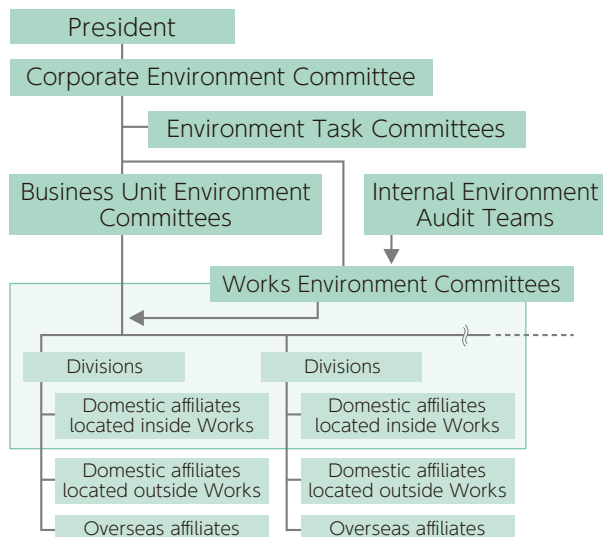 President
Corporate Environment Committee
Environment Task Committees
Business Unit Environment
Committees
Internal Environment
Audit Teams
Works Environment Committees
Divisions
Domestic affiliates
located inside Works
Domestic affiliates
located outside Works
Overseas affiliates
Divisions
Domestic affiliates
located inside Works
Domestic affiliates
located outside Works
Overseas affiliates